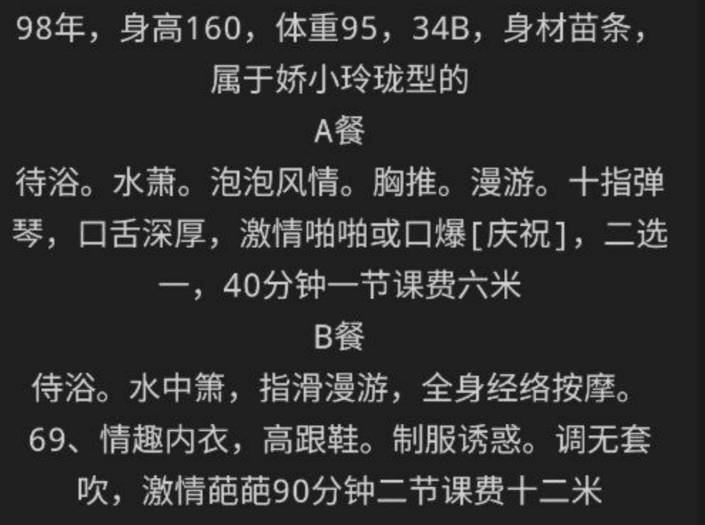 98年，身高160，体重95，34B，身材苗条，
属于娇小玲珑型的
A餐
待浴。水萧。泡泡风情。胸推。漫游。十指弹
琴，口舌深厚，激情啪啪或口爆[庆祝]，二选
一，40分钟一节课费六米
B餐
侍浴。水中箫，指滑漫游，全身经络按摩。
69、情趣内衣，高跟鞋。制服诱惑。调无套
吹，激情葩葩90分钟二节课费十二米